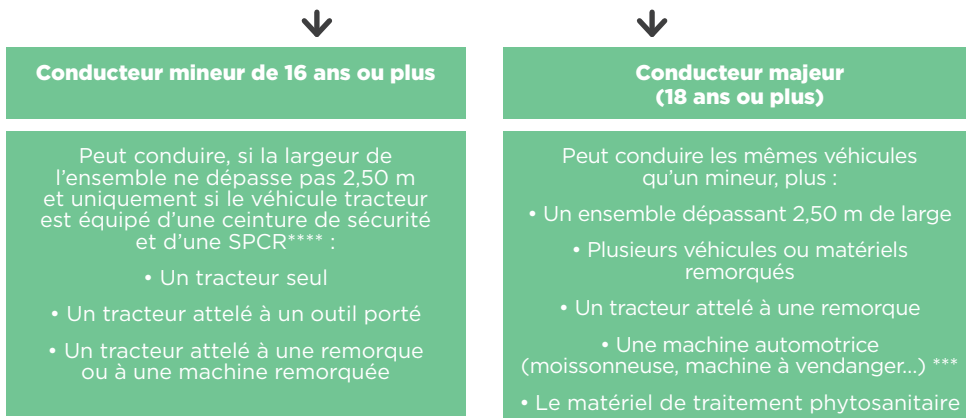 Conducteur mineur de 16 ans ou plus
Peut conduire, si la largeur de
l'ensemble ne dépasse pas 2,50 m
et uniquement si le véhicule tracteur
est équipé d'une ceinture de sécurité
et d'une SPCR**** :
• Un tracteur seul
• Un tracteur attelé à un outil porté
• Un tracteur attelé à une remorque
ou à une machine remorquée
Conducteur majeur
(18 ans ou plus)
Peut conduire les mêmes véhicules
qu'un mineur, plus :
• Un ensemble dépassant 2,50 m de large
• Plusieurs véhicules ou matériels
remorqués
• Un tracteur attelé à une remorque
• Une machine automotrice
(moissonneuse, machine à vendanger...) ***
• Le matériel de traitement phytosanitaire